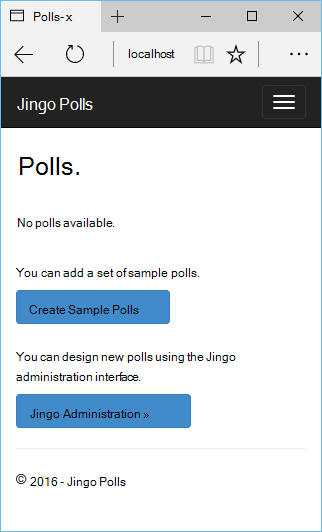 Polls- x
localhost
Jingo Polls
Polls.
No polls available.
You can add a set of sample polls.
Create Sample Polls
You can design new polls using the Jingo
administration interface.
Jingo Administration »
© 2016 - Jingo Polls